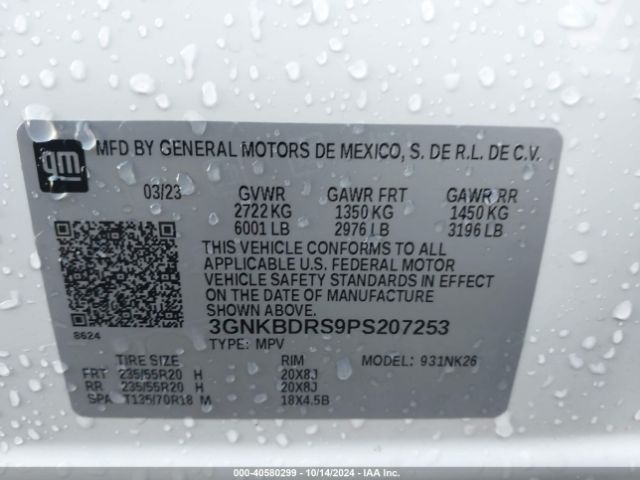 gm
MFD BY GENERAL MOTORS DE MEXICO, S. DE R.L. DE C.V.
03/23 GVWR GAWR FRT GAWR RR
2722 KG 1350 KG 1450 KG
6001 LB 2976 LB 3196 LB
THIS VEHICLE CONFORMS TO ALL
APPLICABLE U.S. FEDERAL MOTOR
VEHICLE SAFETY STANDARDS IN EFFECT
ON THE DATE OF MANUFACTURE
SHOWN ABOVE.
3GNKBDRS9PS207253
8624
TYPE: MPV MODEL: 931NK26
TIRE SIZE RIM
FRT 235/55R20 H 20X8J
RR 235/55R20 H 20X8J
SPA T135/70R18 M 18X4.5B
000-40580299 - 10/14/2024 - IAA Inc.